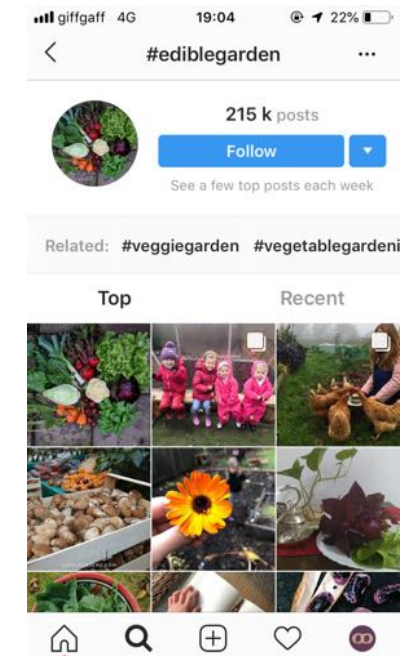 giffgaff 4G 19:04 22%
#ediblegarden
215 k posts
Follow
See a few top posts each week
Related: #veggiegarden #vegetablegardeni
Top Recent